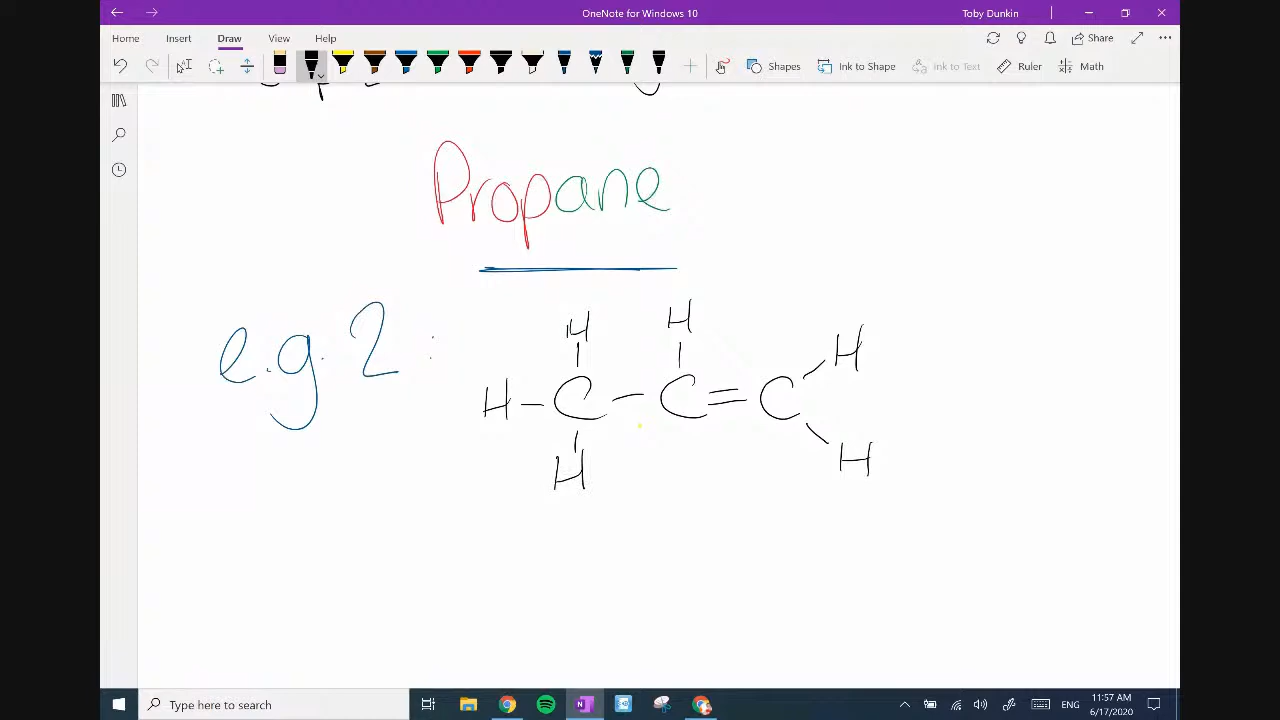 OneNote for Windows 10
Toby Dunkin
Home Insert Draw View Help
Share
Shapes Ink to Shape Ink to Text Ruler Math
Propane
e.g. 2 :
H H H
H - C - C = C
H H
Type here to search
ENG
11:57 AM
6/17/2020